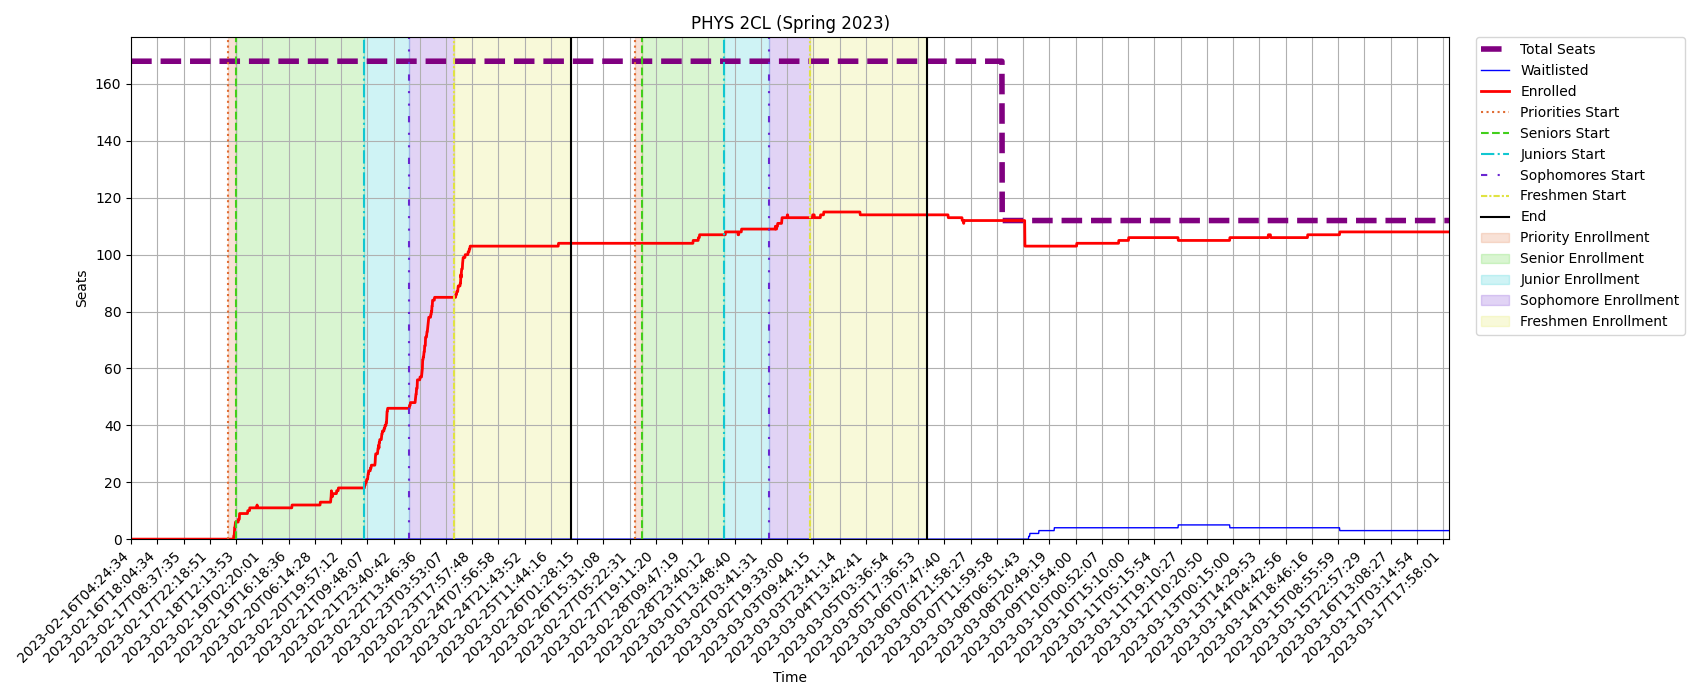 PHYS 2CL (Spring 2023)
Seats
160
140
120
100
80
60
40
20
0
2023-02-16T04:24:34
2023-02-16T18:04:34
2023-02-17T08:37:35
2023-02-17T22:18:51
2023-02-18T12:13:53
2023-02-19T02:20:01
2023-02-19T16:18:36
2023-02-20T06:14:28
2023-02-20T19:57:12
2023-02-21T09:48:07
2023-02-21T23:40:42
2023-02-22T13:46:36
2023-02-23T03:53:07
2023-02-23T17:57:48
2023-02-24T07:56:58
2023-02-24T21:43:52
2023-02-25T11:44:16
2023-02-26T01:28:15
2023-02-26T15:31:08
2023-02-27T05:22:31
2023-02-27T19:11:20
2023-02-28T09:47:19
2023-02-28T23:40:12
2023-03-01T13:48:40
2023-03-02T03:41:31
2023-03-02T19:33:00
2023-03-03T09:44:15
2023-03-03T23:41:14
2023-03-04T13:42:41
2023-03-05T03:36:54
2023-03-05T17:36:53
2023-03-06T07:47:40
2023-03-06T21:58:27
2023-03-07T11:59:58
2023-03-08T06:51:43
2023-03-08T20:49:19
2023-03-09T10:54:00
2023-03-10T00:52:07
2023-03-10T15:10:00
2023-03-11T05:15:54
2023-03-11T19:10:27
2023-03-12T10:20:50
2023-03-13T00:15:00
2023-03-13T14:29:53
2023-03-14T04:42:56
2023-03-14T18:46:16
2023-03-15T08:55:59
2023-03-15T22:57:29
2023-03-16T13:08:27
2023-03-17T03:14:54
2023-03-17T17:58:01
Time
Total Seats
Waitlisted
Enrolled
Priorities Start
Seniors Start
Juniors Start
Sophomores Start
Freshmen Start
End
Priority Enrollment
Senior Enrollment
Junior Enrollment
Sophomore Enrollment
Freshmen Enrollment